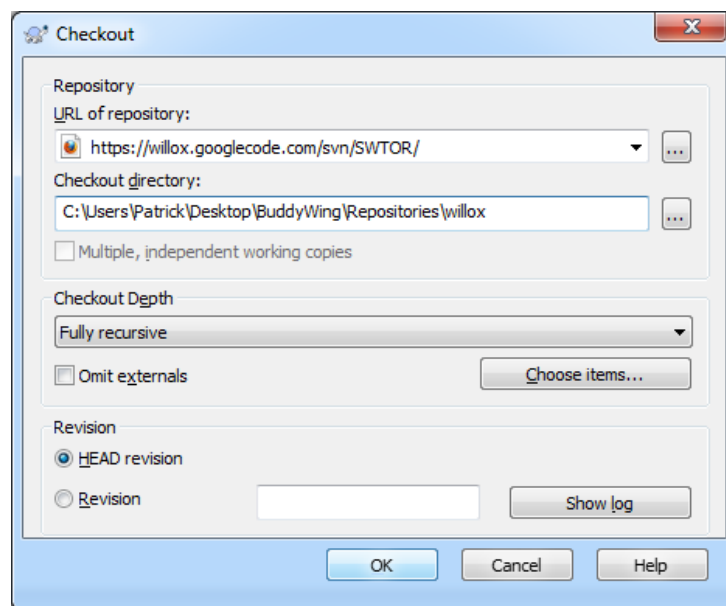 Checkout
Repository
URL of repository:
https://willox.googlecode.com/svn/SWTOR/
...
Checkout directory:
C:\Users\Patrick\Desktop\BuddyWing\Repositories\willox
...
Multiple, independent working copies
Checkout Depth
Fully recursive
Omit externals
Choose items...
Revision
HEAD revision
Revision
Show log
OK Cancel Help